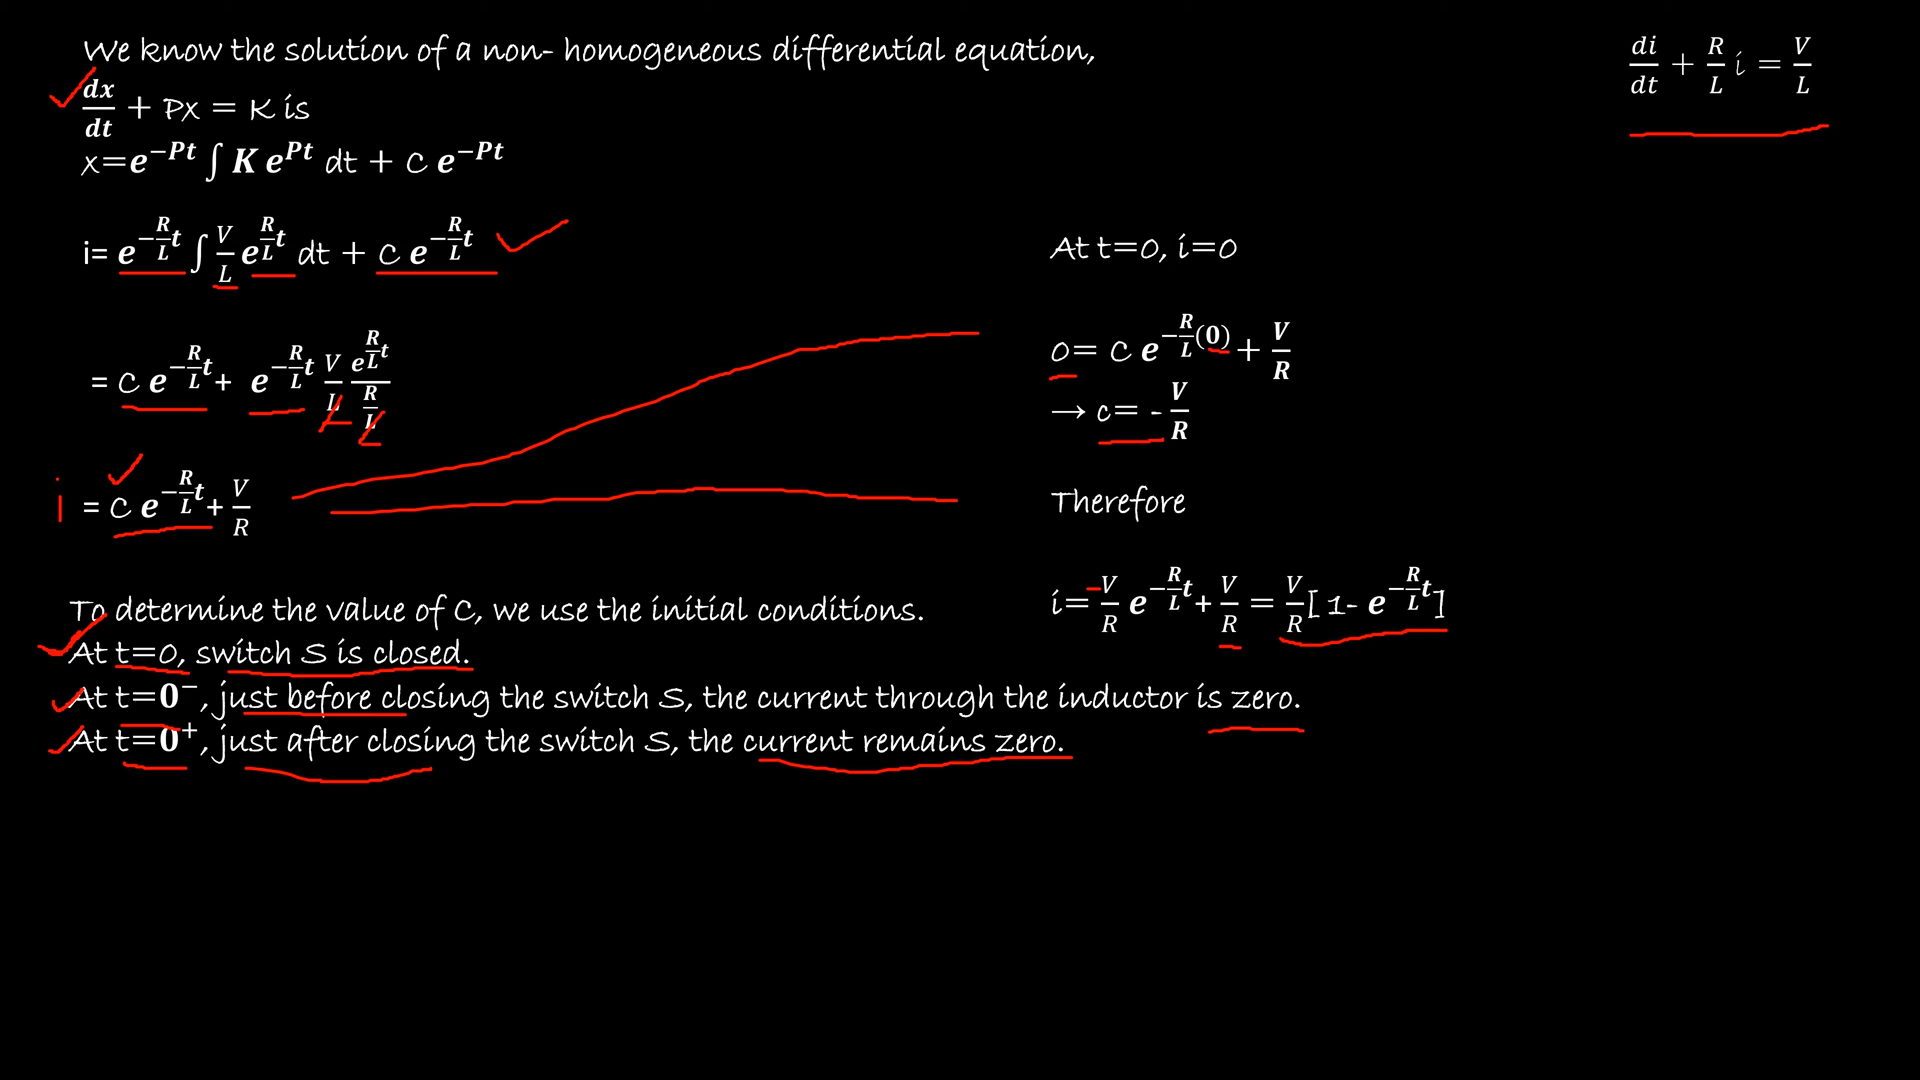 We know the solution of a non- homogeneous differential equation,
dx/dt + Px = K is
x=e^{-Pt} ∫ K e^{Pt} dt + C e^{-Pt}
i= e^{-R/L t} ∫ V/L e^{R/L t} dt + C e^{-R/L t}
= C e^{-R/L t}+ e^{-R/L t} V/L e^{R/L t}/(R/L)
i = C e^{-R/L t}+ V/R
To determine the value of C, we use the initial conditions.
At t=0, switch S is closed.
At t=0⁻, just before closing the switch S, the current through the inductor is zero.
At t=0⁺, just after closing the switch S, the current remains zero.
di/dt + R/L i = V/L
At t=0, i=0
0= C e^{-R/L (0)} + V/R
→ c= - V/R
Therefore
i= -V/R e^{-R/L t}+ V/R = V/R [ 1- e^{-R/L t}]